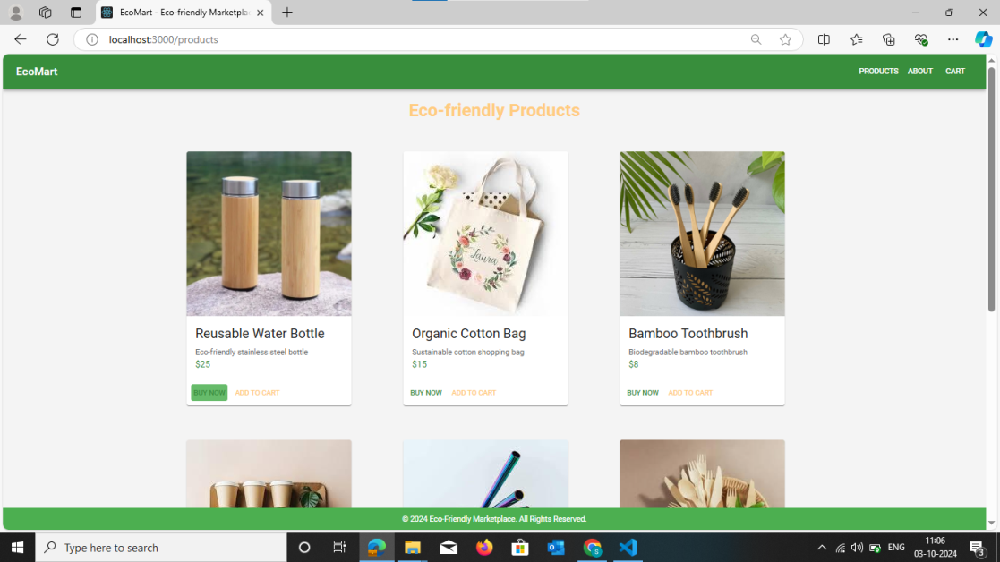 EcoMart - Eco-friendly Marketpla
localhost:3000/products
EcoMart
PRODUCTS ABOUT CART
Eco-friendly Products
Laura
Reusable Water Bottle
Eco-friendly stainless steel bottle
$25
BUY NOW ADD TO CART
Organic Cotton Bag
Sustainable cotton shopping bag
$15
BUY NOW ADD TO CART
Bamboo Toothbrush
Biodegradable bamboo toothbrush
$8
BUY NOW ADD TO CART
© 2024 Eco-Friendly Marketplace. All Rights Reserved.
Type here to search
ENG
11:06
03-10-2024
3